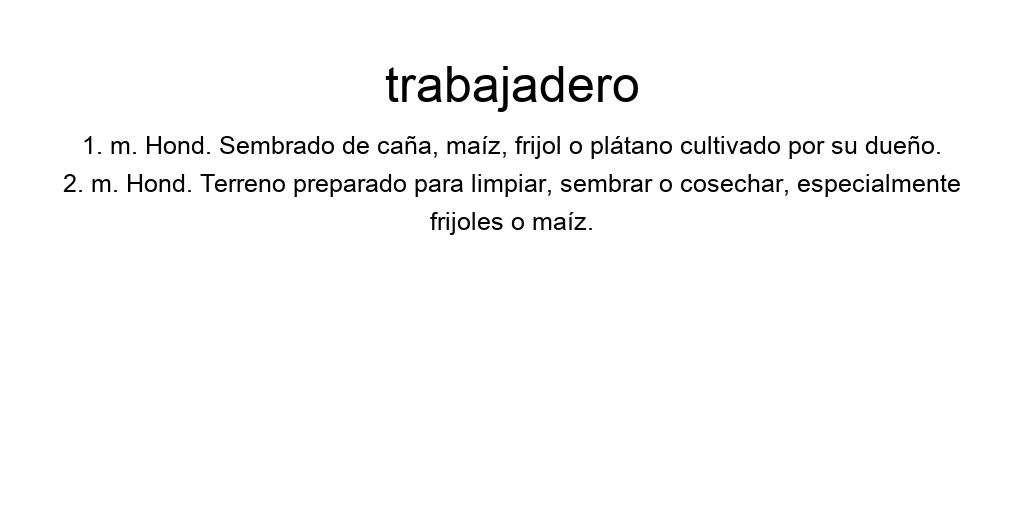 trabajadero
1. m. Hond. Sembrado de caña, maíz, frijol o plátano cultivado por su dueño.
2. m. Hond. Terreno preparado para limpiar, sembrar o cosechar, especialmente
frijoles o maíz.